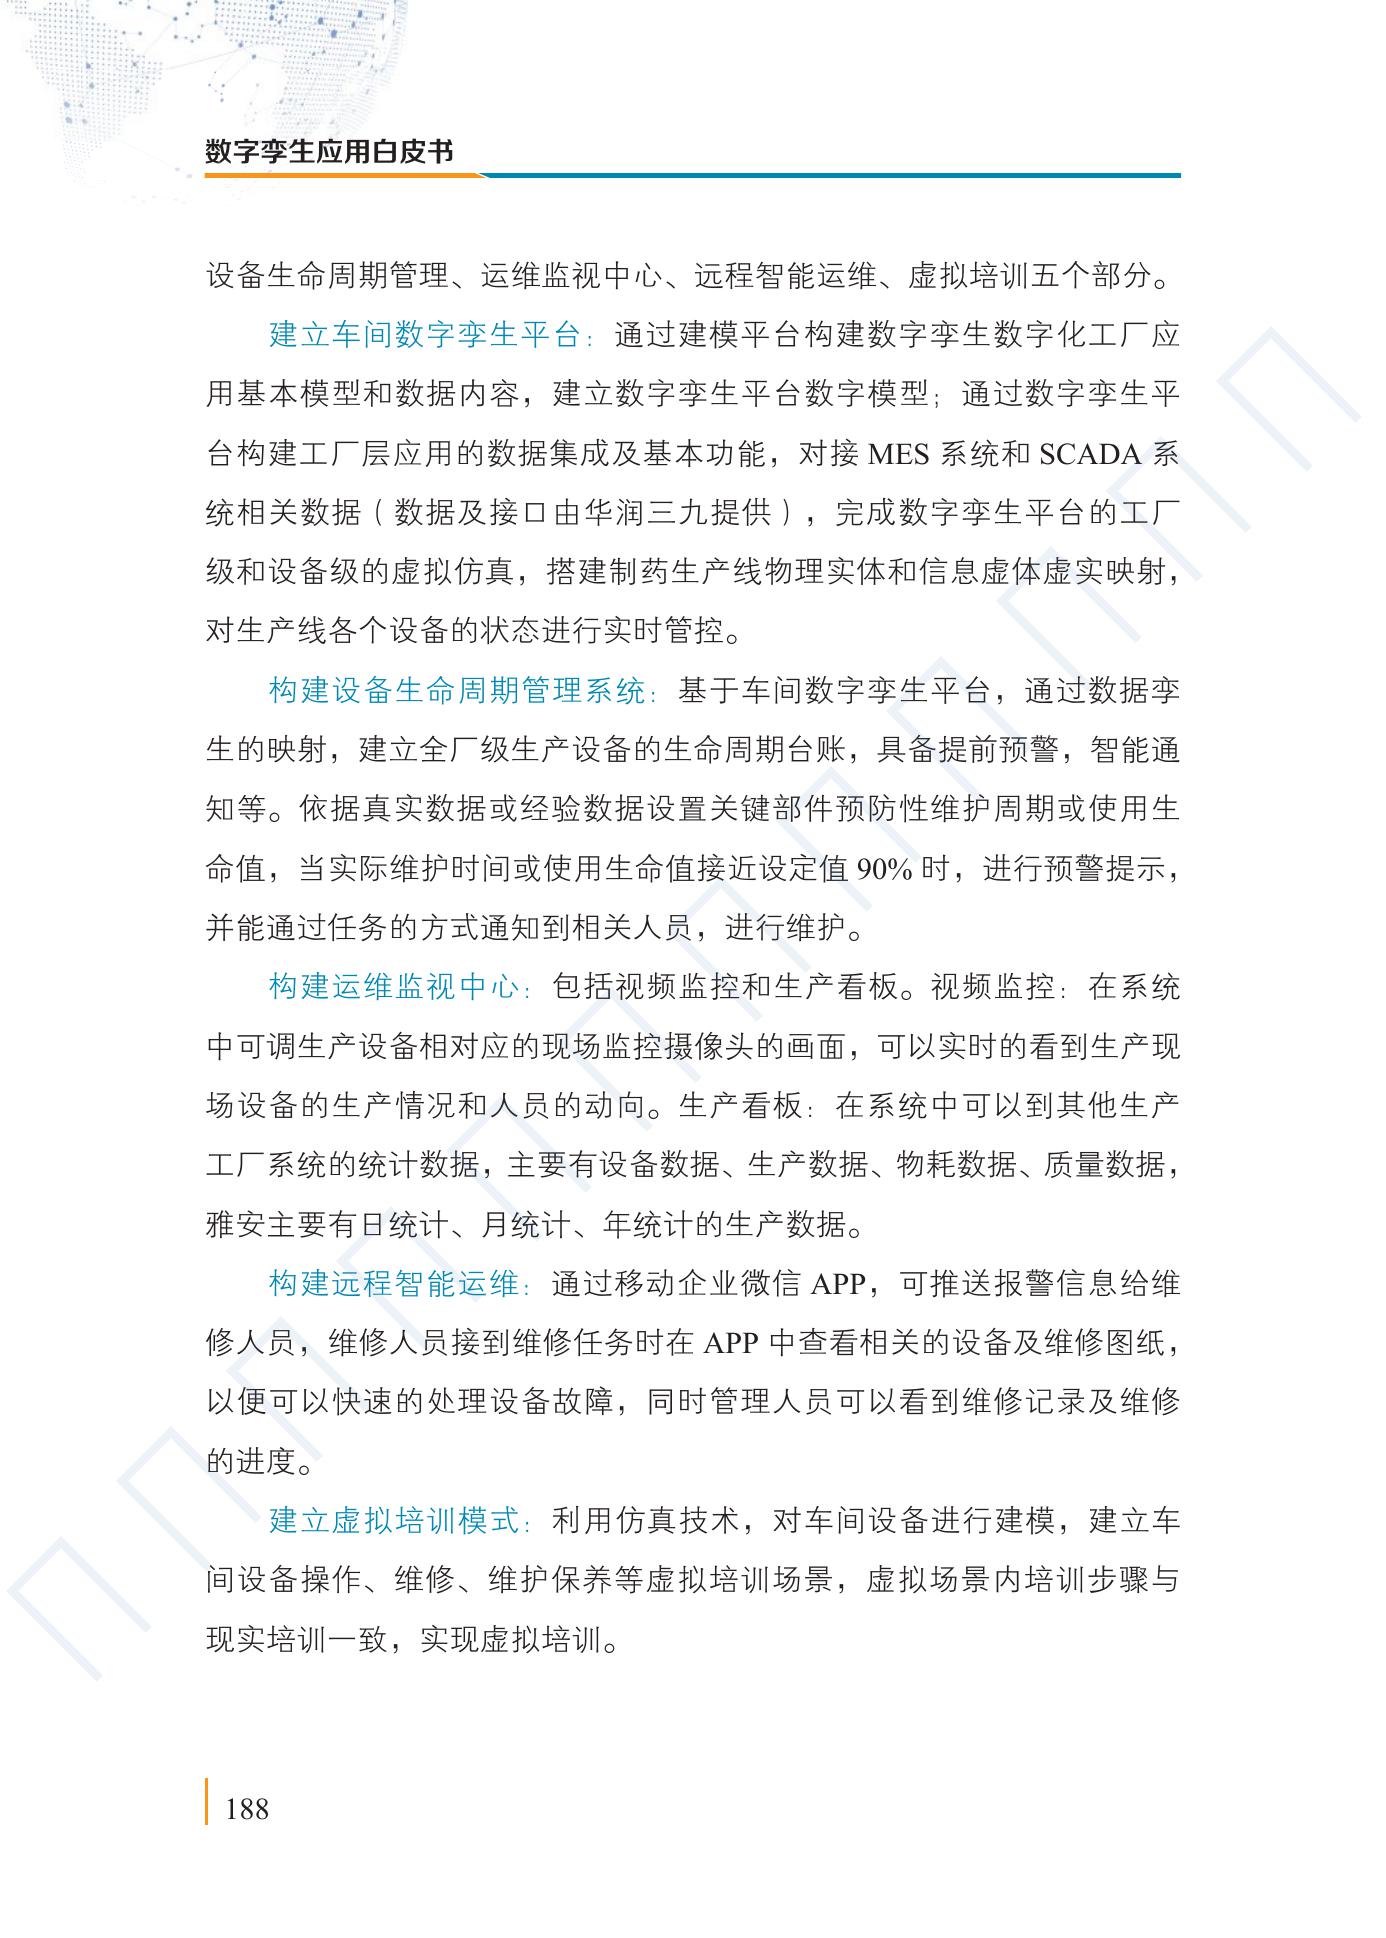 数字孪生应用白皮书
设备生命周期管理、运维监视中心、远程智能运维、虚拟培训五个部分。
建立车间数字孪生平台：通过建模平台构建数字孪生数字化工厂应
用基本模型和数据内容，建立数字孪生平台数字模型；通过数字孪生平
台构建工厂层应用的数据集成及基本功能，对接 MES 系统和 SCADA 系
统相关数据（数据及接口由华润三九提供），完成数字孪生平台的工厂
级和设备级的虚拟仿真，搭建制药生产线物理实体和信息虚体虚实映射，
对生产线各个设备的状态进行实时管控。
构建设备生命周期管理系统：基于车间数字孪生平台，通过数据孪
生的映射，建立全厂级生产设备的生命周期台账，具备提前预警，智能通
知等。依据真实数据或经验数据设置关键部件预防性维护周期或使用生
命值，当实际维护时间或使用生命值接近设定值 90% 时，进行预警提示，
并能通过任务的方式通知到相关人员，进行维护。
构建运维监视中心：包括视频监控和生产看板。视频监控：在系统
中可调生产设备相对应的现场监控摄像头的画面，可以实时的看到生产现
场设备的生产情况和人员的动向。生产看板：在系统中可以到其他生产
工厂系统的统计数据，主要有设备数据、生产数据、物耗数据、质量数据，
雅安主要有日统计、月统计、年统计的生产数据。
构建远程智能运维：通过移动企业微信 APP，可推送报警信息给维
修人员，维修人员接到维修任务时在 APP 中查看相关的设备及维修图纸，
以便可以快速的处理设备故障，同时管理人员可以看到维修记录及维修
的进度。
建立虚拟培训模式：利用仿真技术，对车间设备进行建模，建立车
间设备操作、维修、维护保养等虚拟培训场景，虚拟场景内培训步骤与
现实培训一致，实现虚拟培训。
188